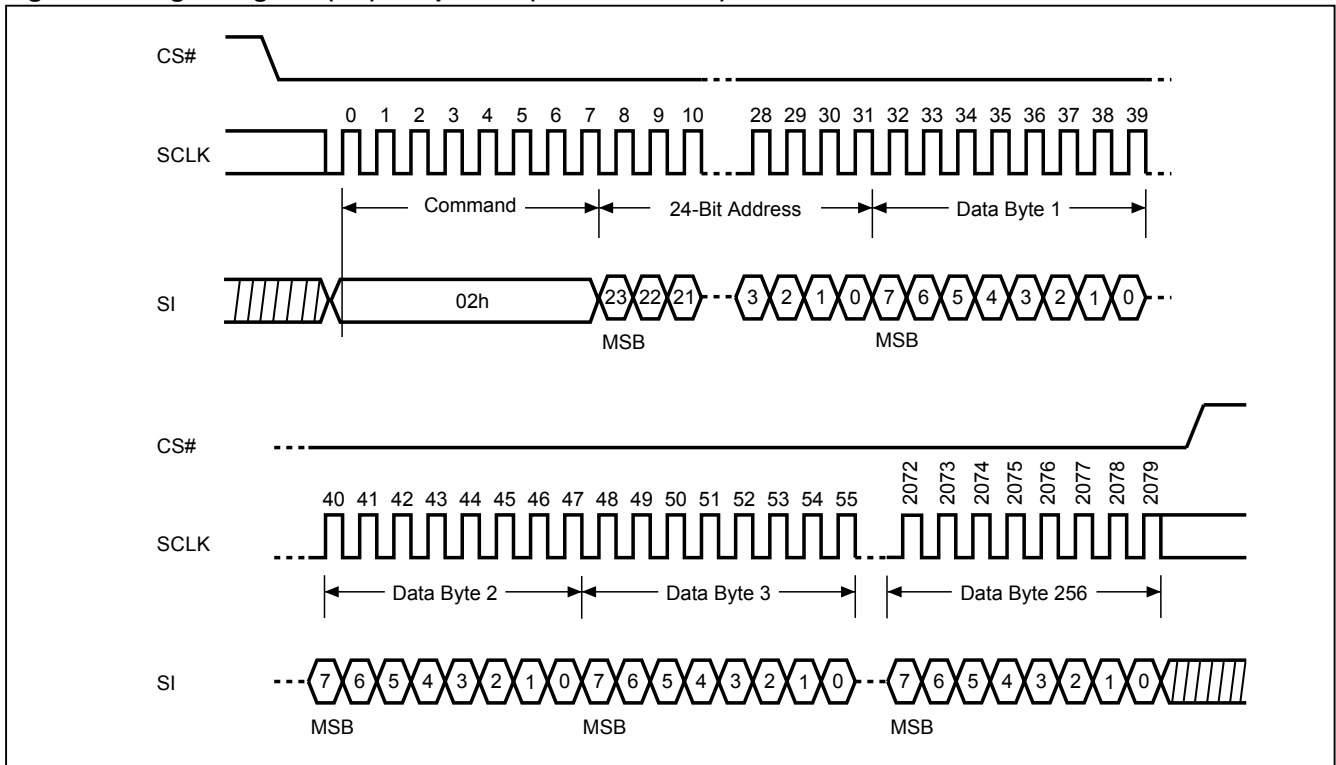 CS#
0 1 2 3 4 5 6 7 8 9 10 28 29 30 31 32 33 34 35 36 37 38 39
SCLK
Command 24-Bit Address Data Byte 1
SI 02h 23 22 21 3 2 1 0 7 6 5 4 3 2 1 0
MSB MSB
CS#
2072 2073 2074 2075 2076 2077 2078 2079
40 41 42 43 44 45 46 47 48 49 50 51 52 53 54 55
SCLK
Data Byte 2 Data Byte 3 Data Byte 256
SI 7 6 5 4 3 2 1 0 7 6 5 4 3 2 1 0 7 6 5 4 3 2 1 0
MSB MSB MSB